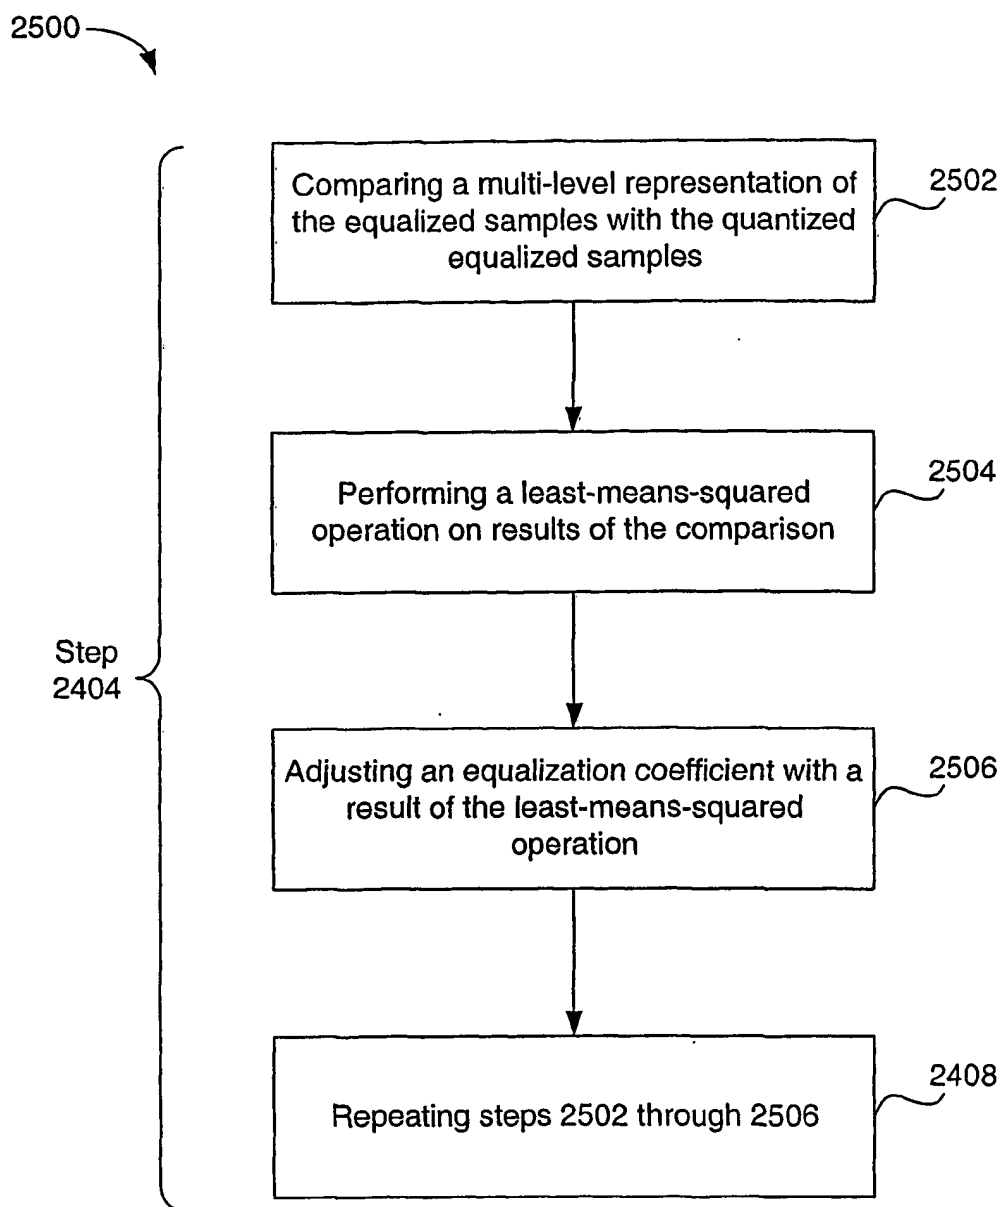 2500
Comparing a multi-level representation of
the equalized samples with the quantized
equalized samples
2502
Performing a least-means-squared
operation on results of the comparison
2504
Step
2404
Adjusting an equalization coefficient with a
result of the least-means-squared
operation
2506
Repeating steps 2502 through 2506
2408